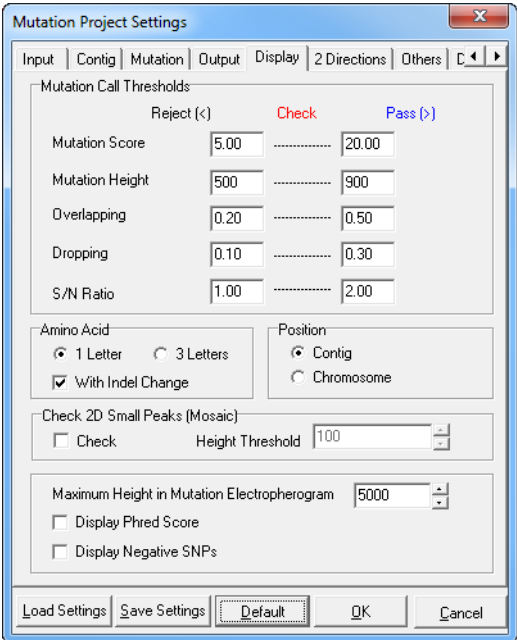 Mutation Project Settings
Input Contig Mutation Output Display 2 Directions Others
Mutation Call Thresholds
Reject (<) Check Pass (>)
Mutation Score 5.00 -------------- 20.00
Mutation Height 500 -------------- 900
Overlapping 0.20 -------------- 0.50
Dropping 0.10 -------------- 0.30
S/N Ratio 1.00 -------------- 2.00
Amino Acid Position
1 Letter 3 Letters Contig
With Indel Change Chromosome
Check 2D Small Peaks (Mosaic)
Check Height Threshold 100
Maximum Height in Mutation Electropherogram 5000
Display Phred Score
Display Negative SNPs
Load Settings Save Settings Default OK Cancel